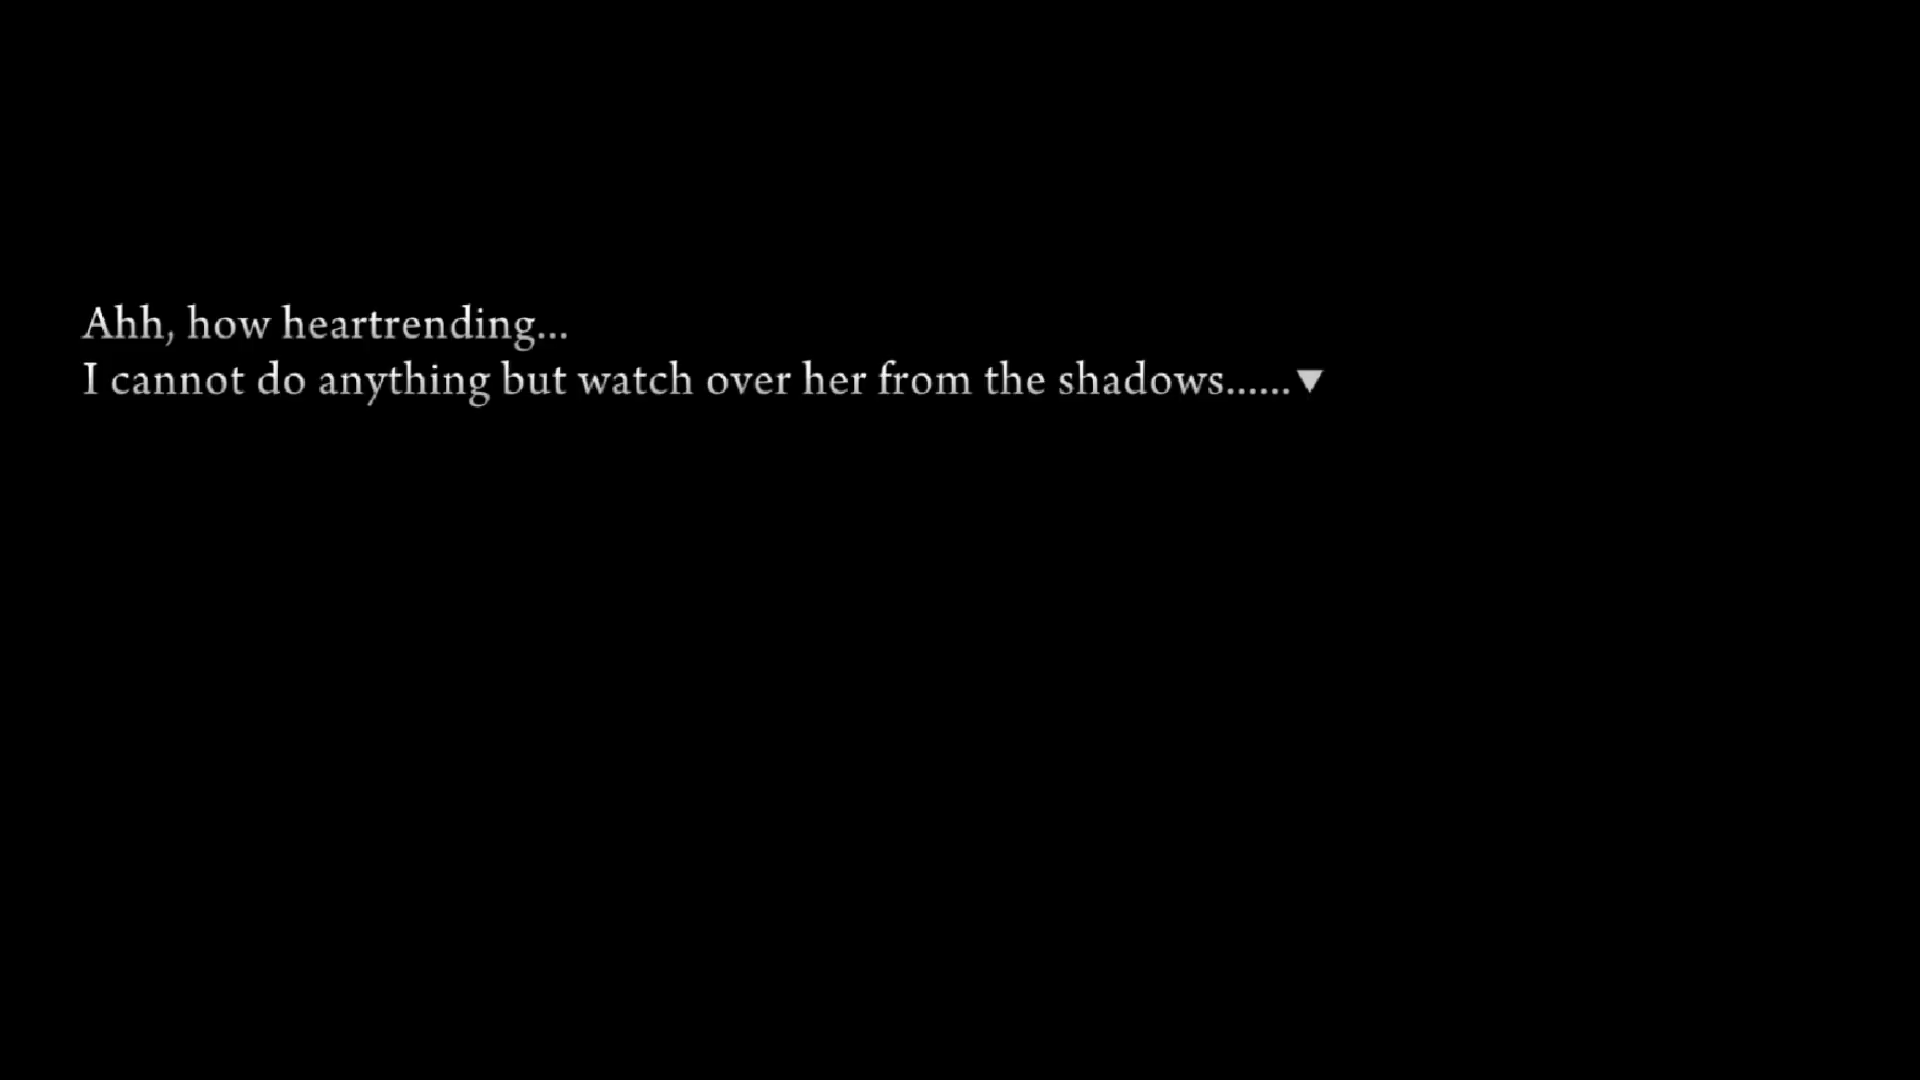 Ahh, how heartrending...
I cannot do anything but watch over her from the shadows......▼